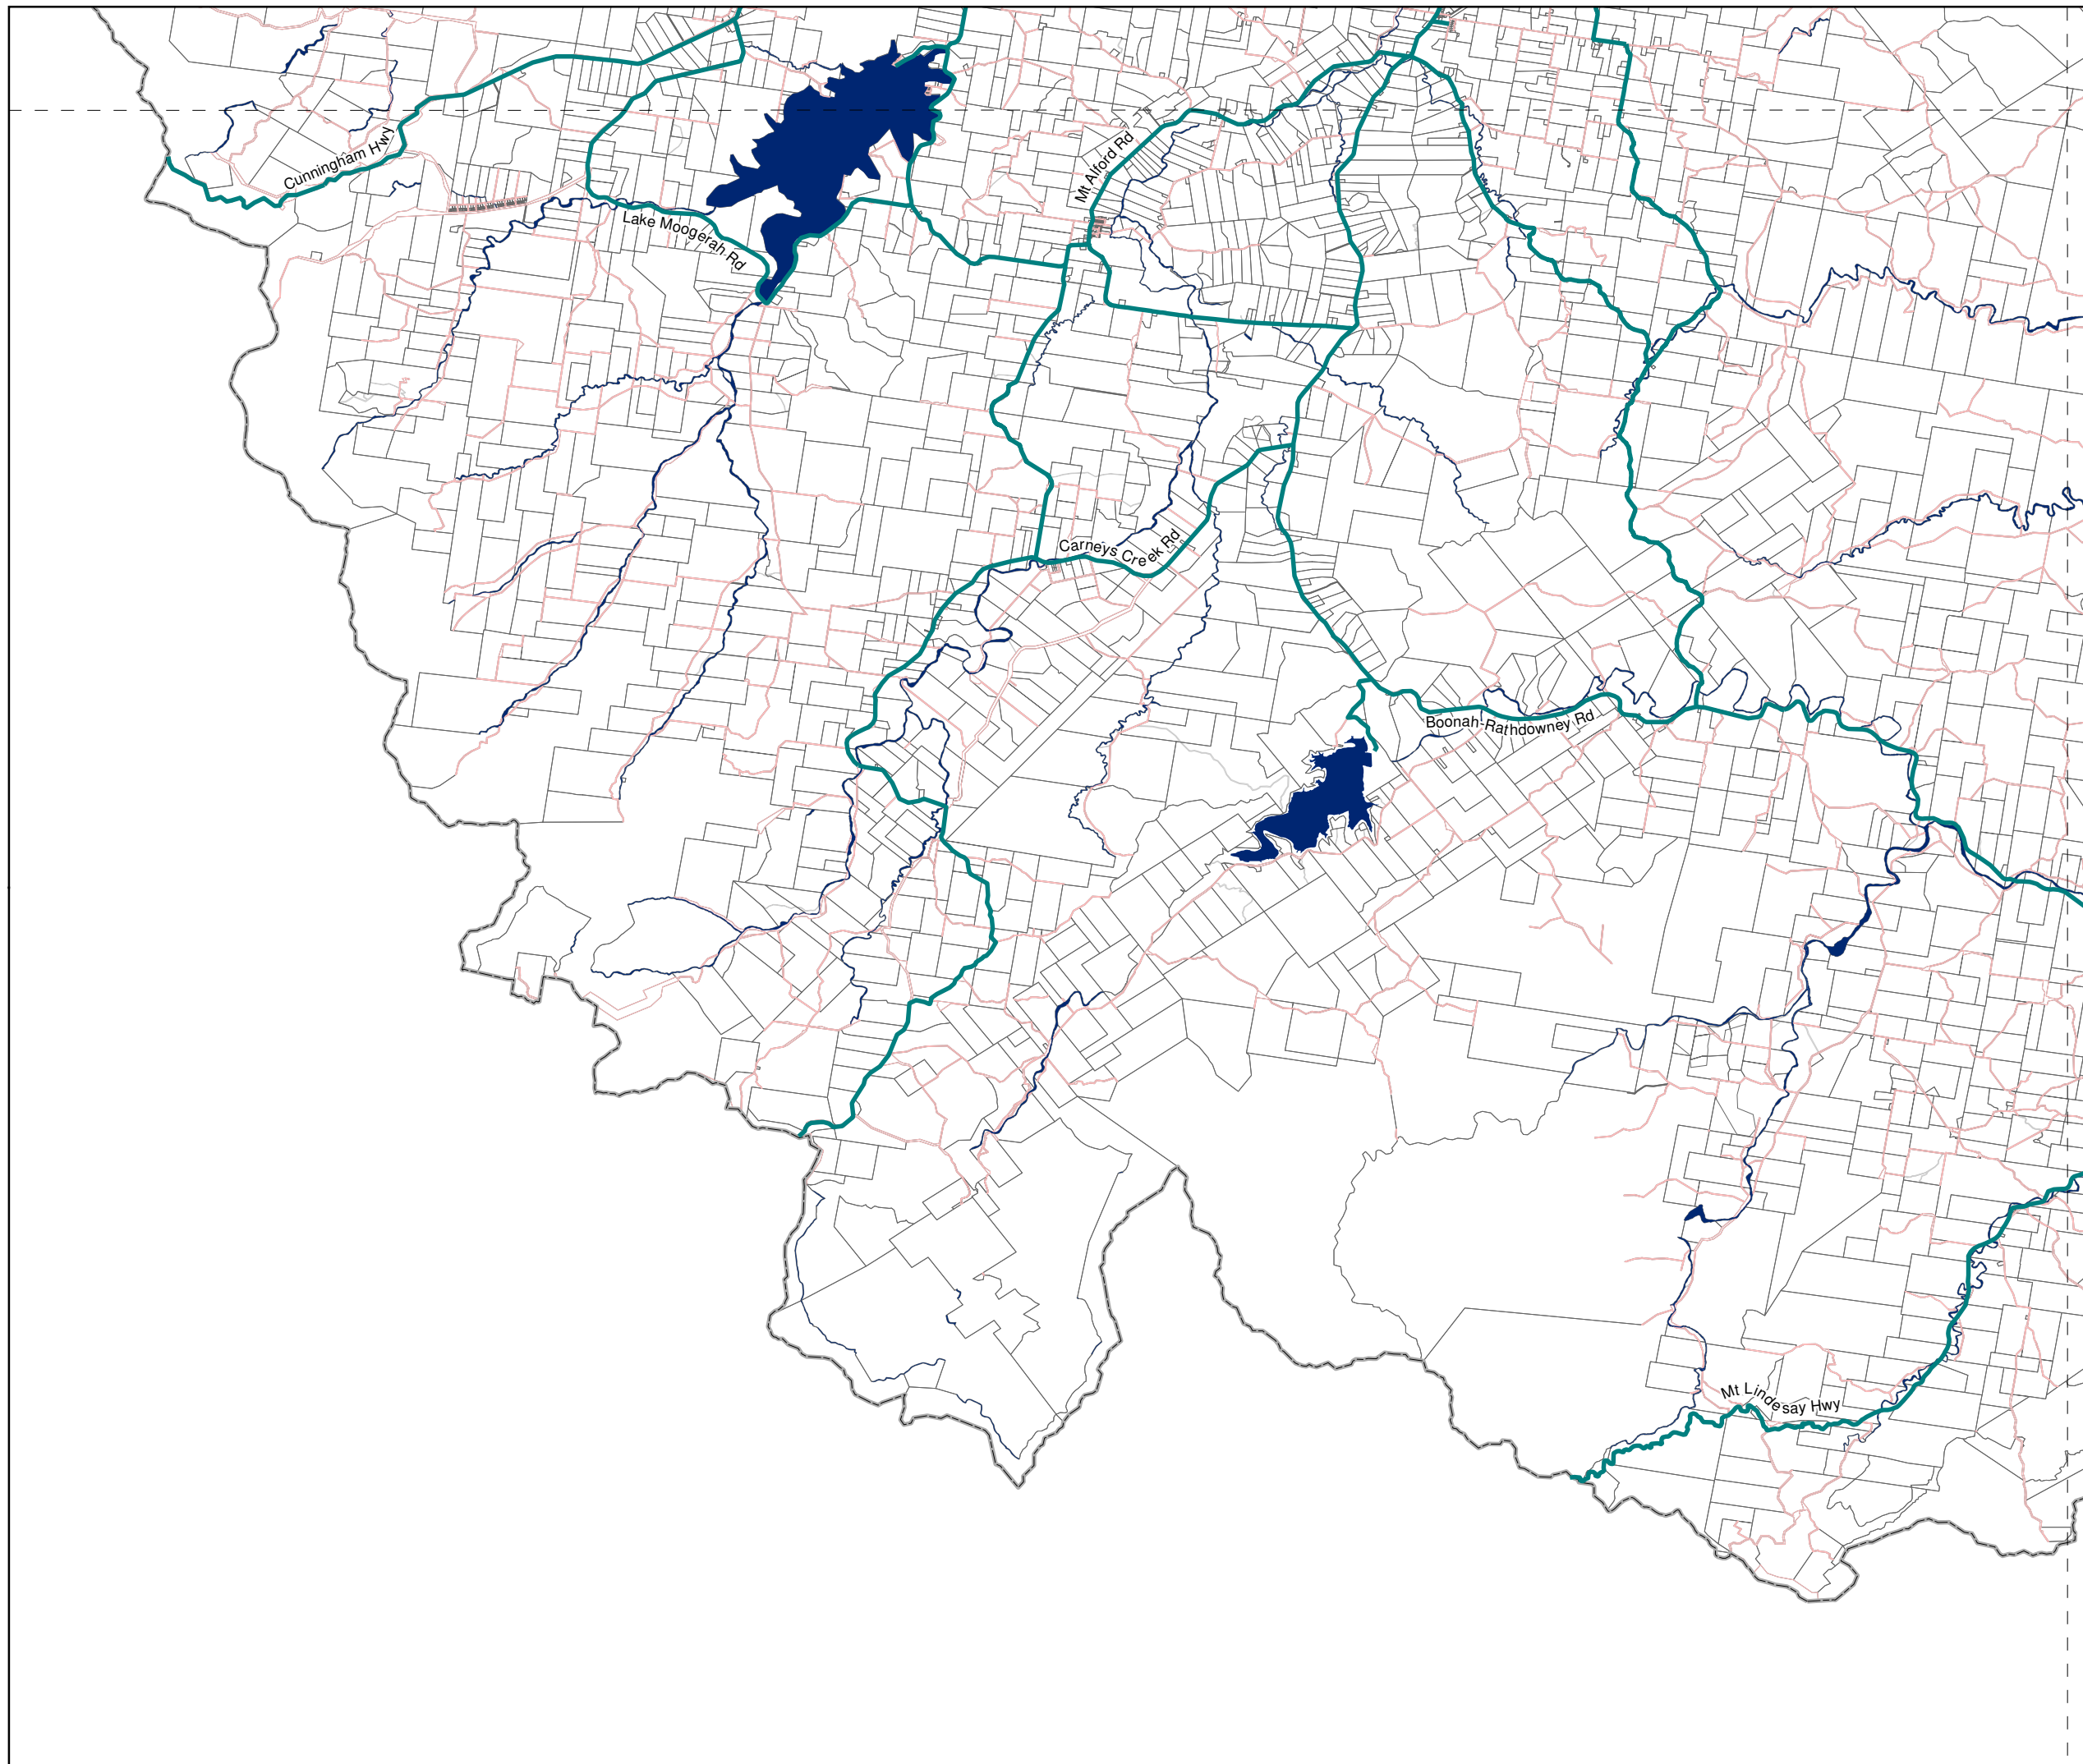 Cunningham Hwy
Mt Alford Rd
Lake Moogerah Rd
Carneys Creek Rd
Boonah-Rathdowney Rd
Mt Lindesay Hwy